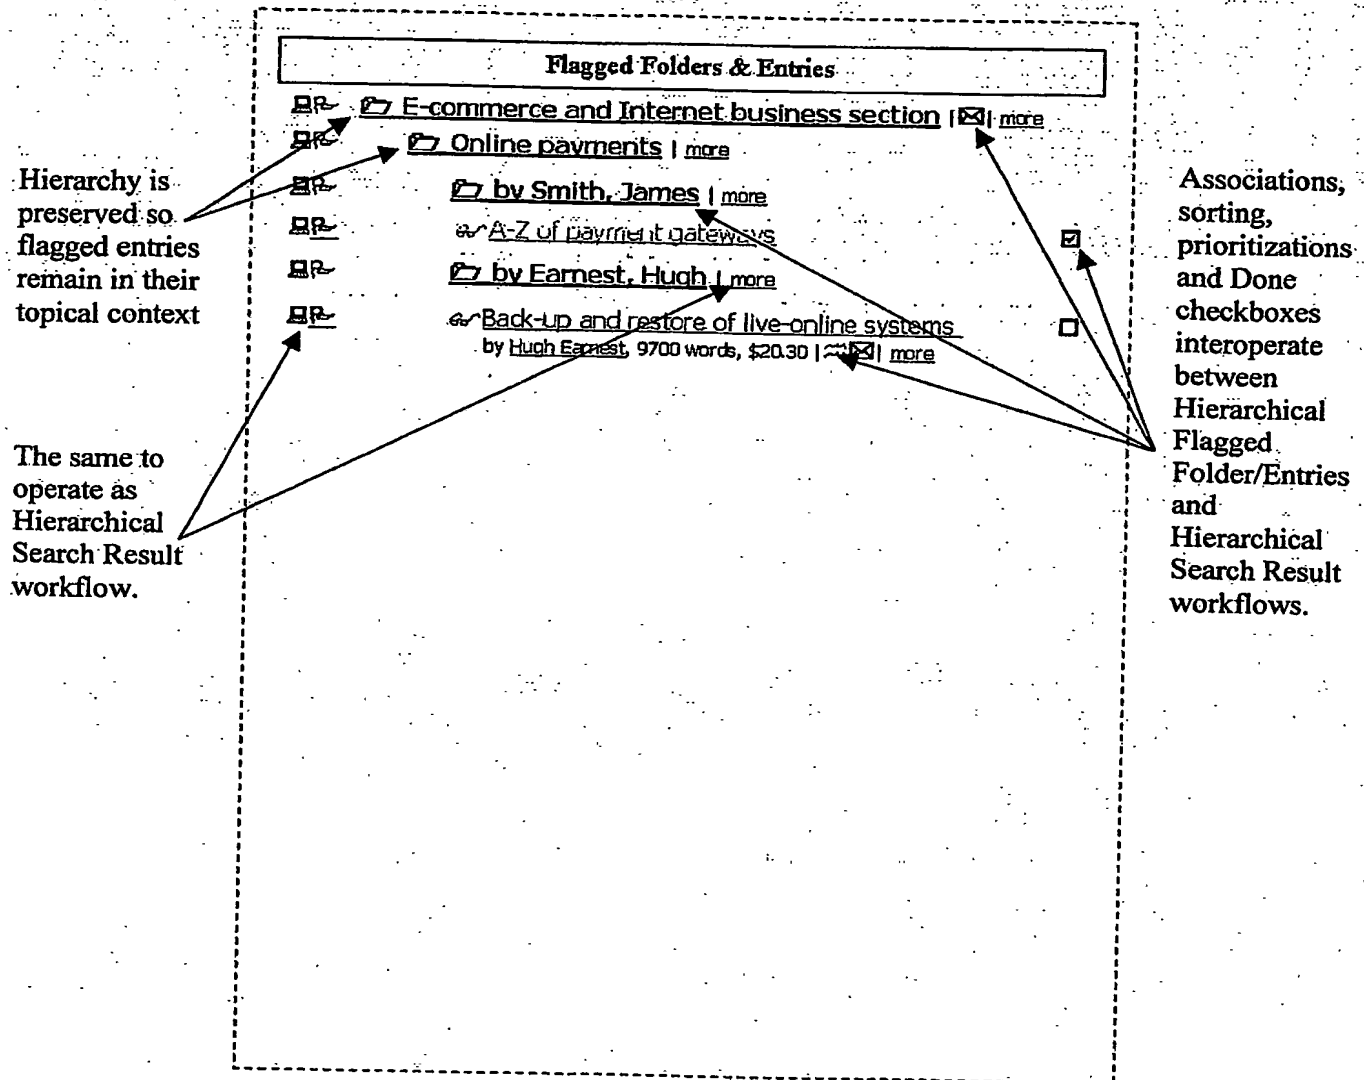 Flagged Folders & Entries
E-commerce and Internet business section | | more
Online payments | more
by Smith, James | more
A-Z of payment gateways
by Earnest, Hugh | more
Back-up and restore of live-online systems
by Hugh Earnest, 9700 words, $20.30 | | more
Hierarchy is
preserved so
flagged entries
remain in their
topical context
The same to
operate as
Hierarchical
Search Result
workflow.
Associations,
sorting,
prioritizations
and Done
checkboxes
interoperate
between
Hierarchical
Flagged
Folder/Entries
and
Hierarchical
Search Result
workflows.